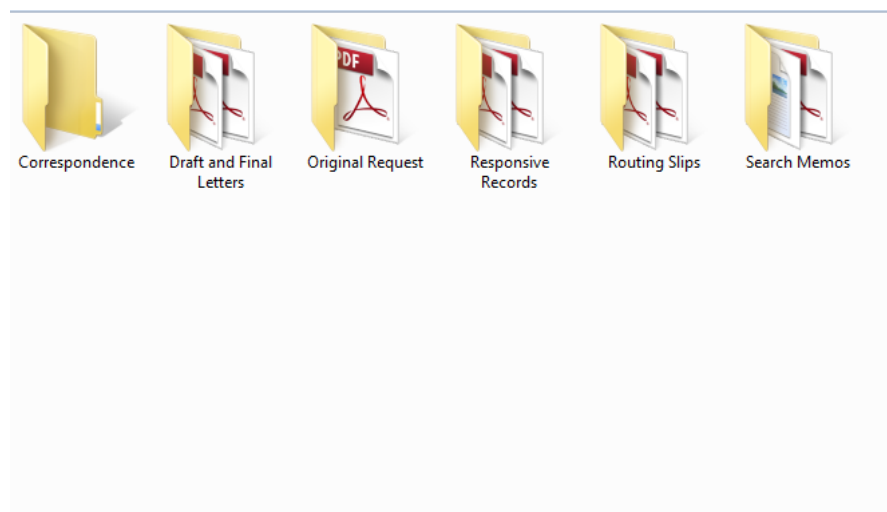 Correspondence
Draft and Final
Letters
PDF
Original Request
Responsive
Records
Routing Slips
Search Memos